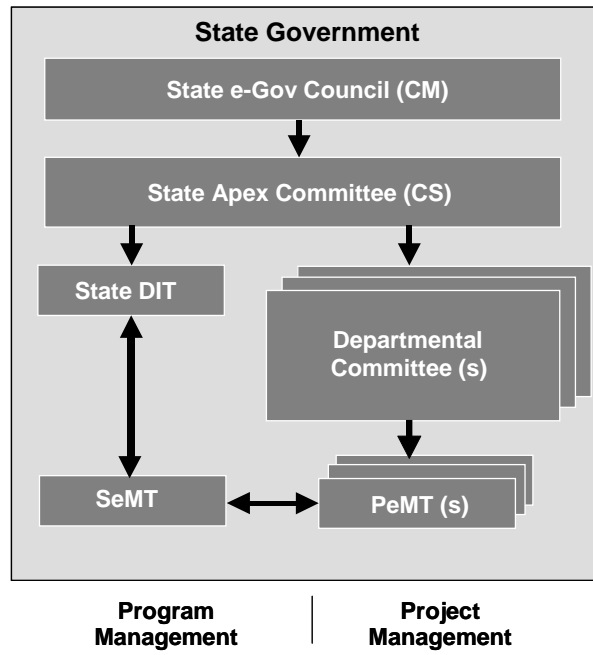 State Government
State e-Gov Council (CM)
State Apex Committee (CS)
State DIT
Departmental
Committee (s)
SeMT
PeMT (s)
Program
Management
Project
Management